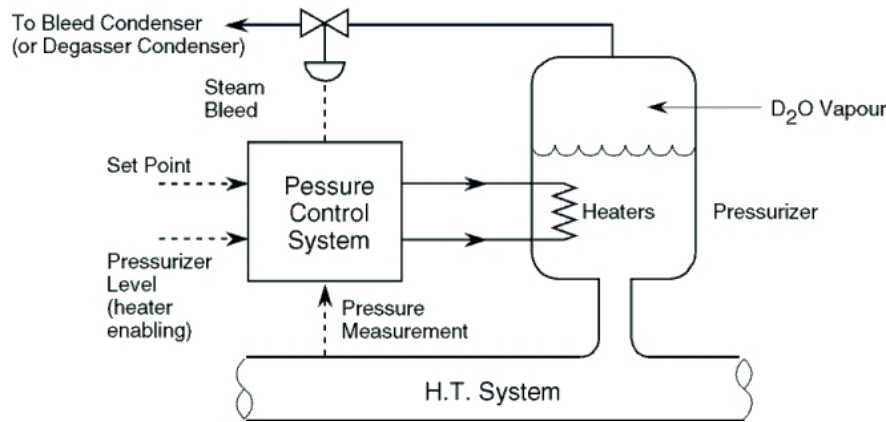 To Bleed Condenser
(or Degasser Condenser)
Steam
Bleed
D2O Vapour
Set Point
Pessure
Control
System
Heaters
Pressurizer
Pressurizer
Level
(heater
enabling)
Pressure
Measurement
H.T. System